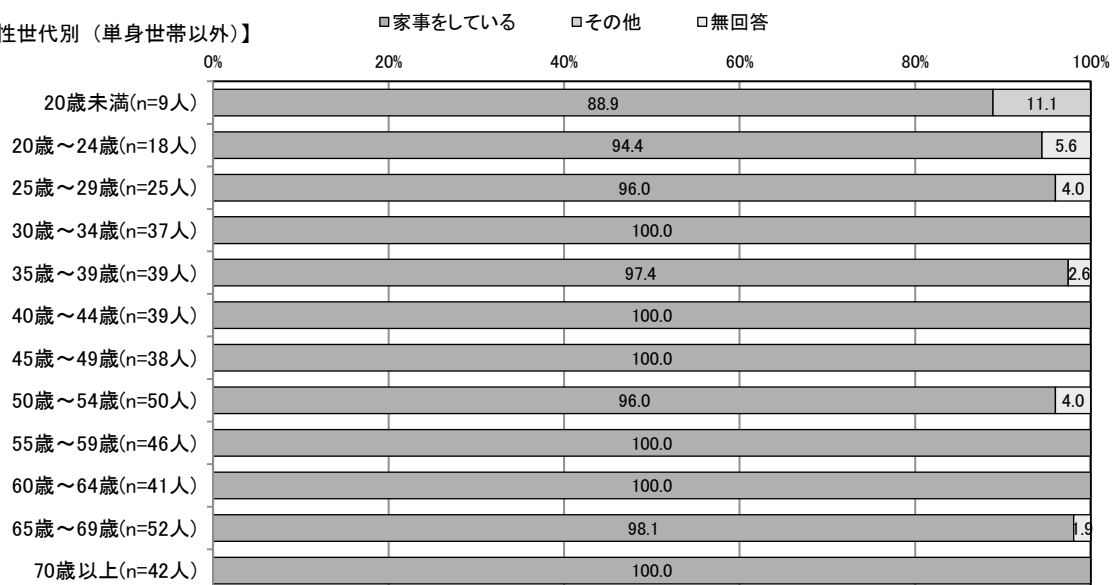 ■家事をしている □その他 □無回答
性世代別（単身世帯以外）】
0% 20% 40% 60% 80% 100%
20歳未満(n=9人) 88.9 11.1
20歳～24歳(n=18人) 94.4 5.6
25歳～29歳(n=25人) 96.0 4.0
30歳～34歳(n=37人) 100.0
35歳～39歳(n=39人) 97.4 2.6
40歳～44歳(n=39人) 100.0
45歳～49歳(n=38人) 100.0
50歳～54歳(n=50人) 96.0 4.0
55歳～59歳(n=46人) 100.0
60歳～64歳(n=41人) 100.0
65歳～69歳(n=52人) 98.1 1.9
70歳以上(n=42人) 100.0